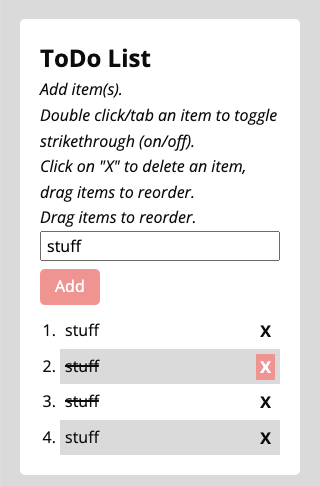 ToDo List
Add item(s).
Double click/tab an item to toggle
strikethrough (on/off).
Click on "X" to delete an item,
drag items to reorder.
Drag items to reorder.
stuff
Add
1. stuff X
2. stuff X
3. stuff X
4. stuff X